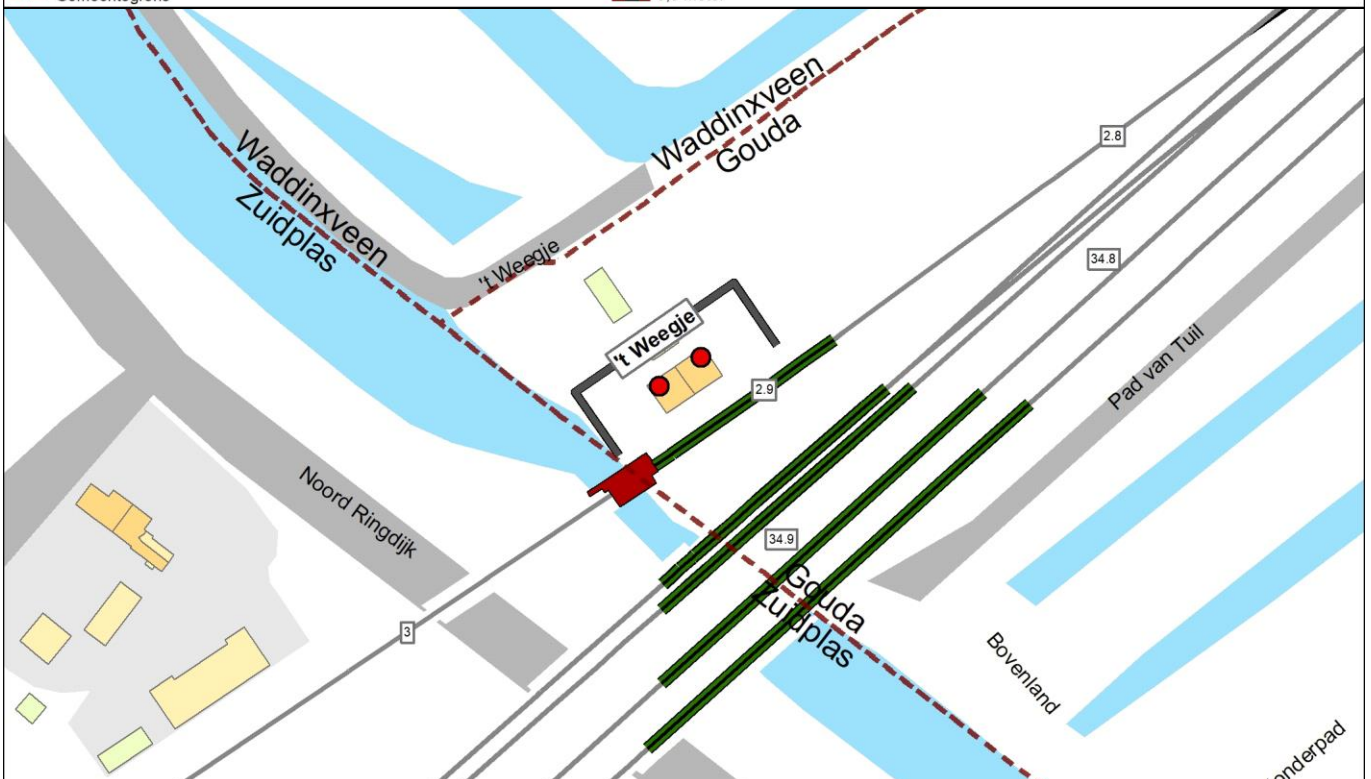 Waddinxveen
Gouda
2.8
Waddinxveen
Zuidplas
't Weegje
34.8
't Weegje
Pad van Tuil
2.9
Noord Ringdijk
34.9
Gouda
Zuidplas
3
Bovenland